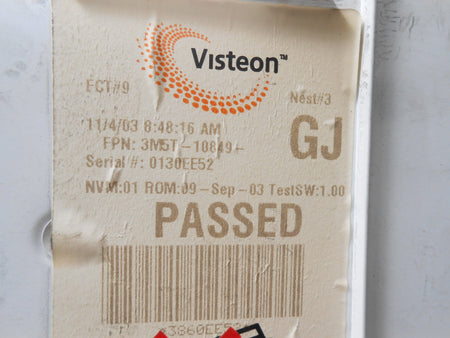 Visteon™
ECT#9
Nest#3
11/4/03 8:48:16 AM
GJ
FPN: 3M5T-10849-
Serial #: 0130EE52
NVM:01 ROM:09-Sep-03 TestSW:1.00
PASSED